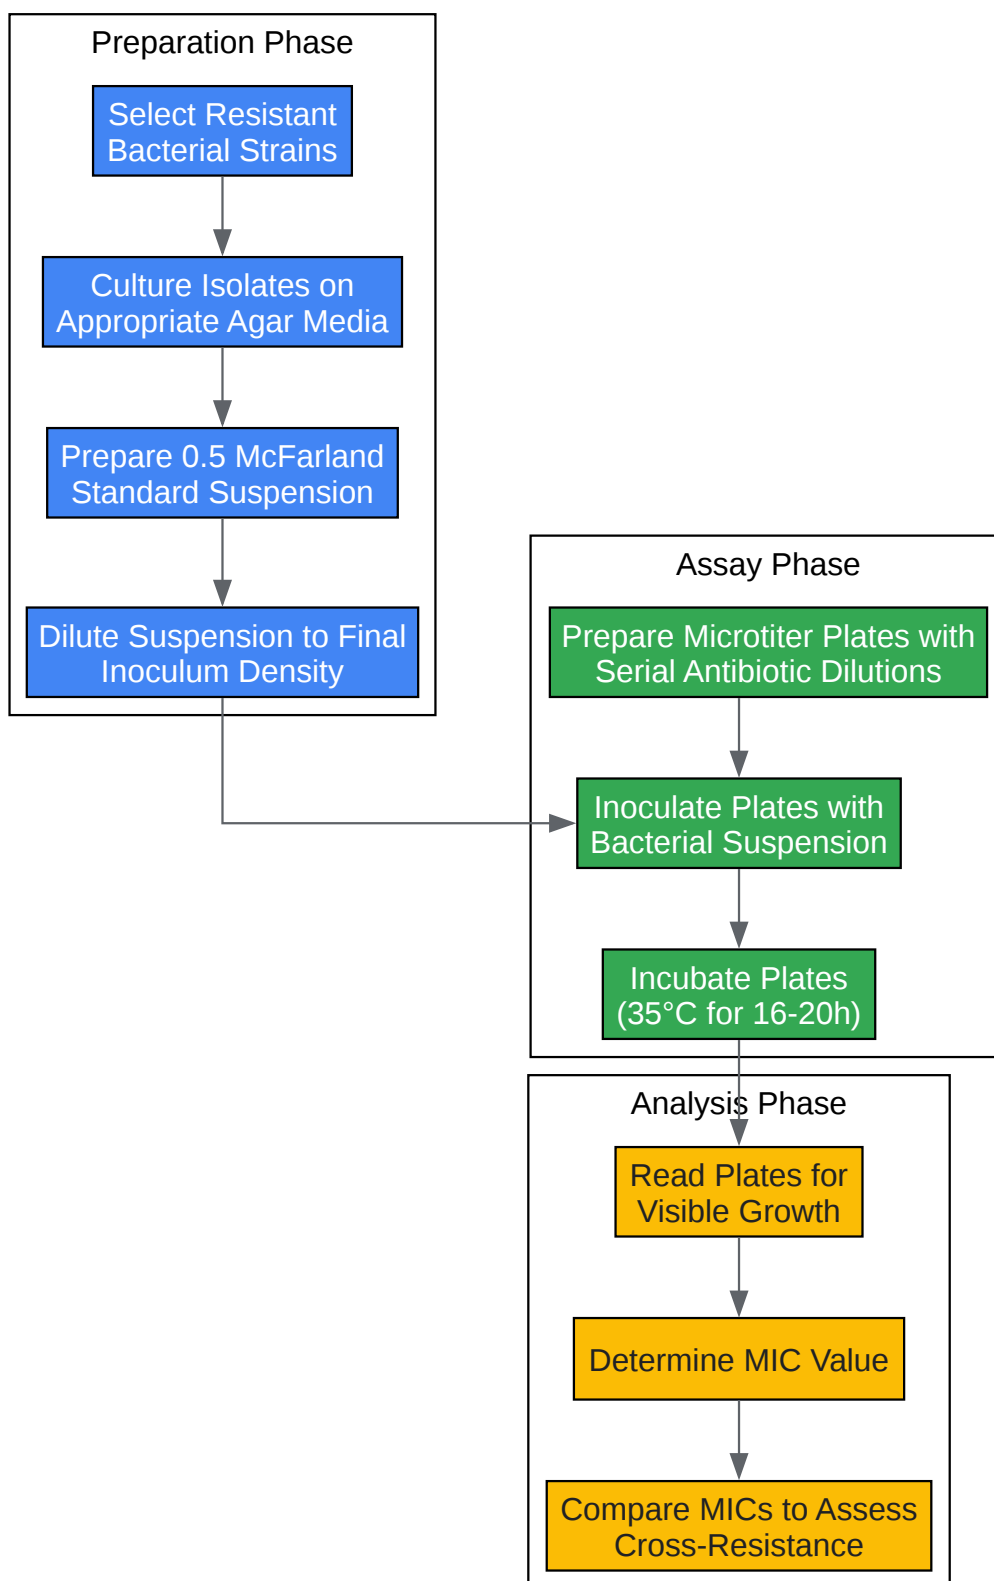 Preparation Phase
Select Resistant
Bacterial Strains
Culture Isolates on
Appropriate Agar Media
Prepare 0.5 McFarland
Standard Suspension
Dilute Suspension to Final
Inoculum Density
Assay Phase
Prepare Microtiter Plates with
Serial Antibiotic Dilutions
Inoculate Plates with
Bacterial Suspension
Incubate Plates
(35°C for 16-20h)
Analysis Phase
Read Plates for
Visible Growth
Determine MIC Value
Compare MICs to Assess
Cross-Resistance